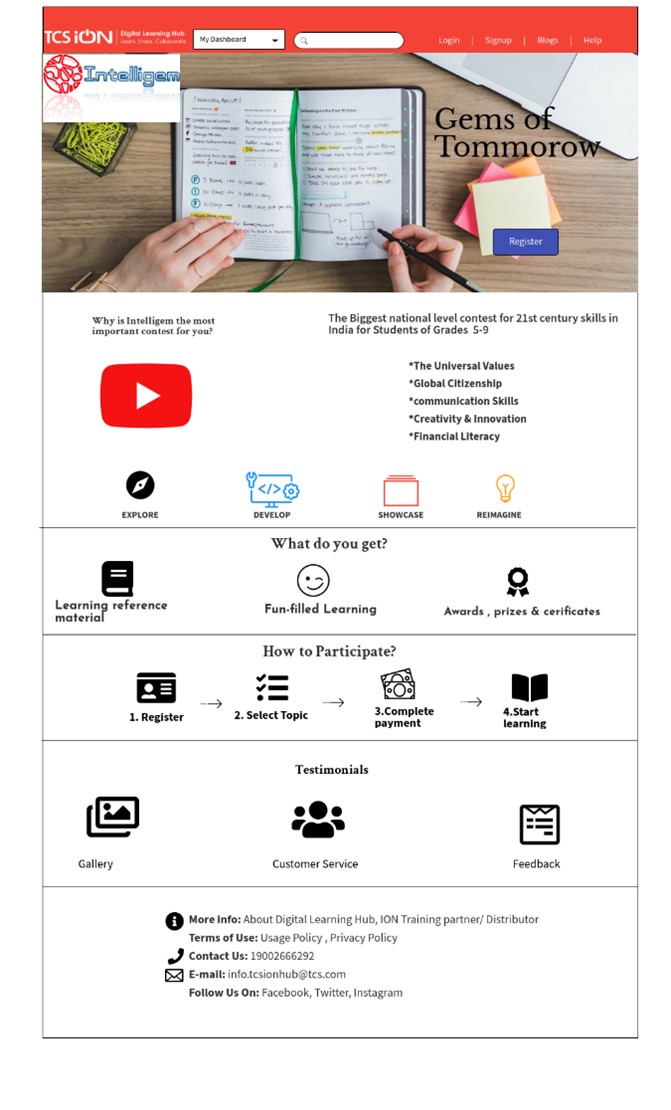 TCS iON | Digital Learning Hub
Learn. Share. Collaborate.
My Dashboard
Login | Signup | Blogs | Help
Intelligem
Gems of
Tommorow
Register
Why is Intelligem the most
important contest for you?
The Biggest national level contest for 21st century skills in
India for Students of Grades 5-9
*The Universal Values
*Global Citizenship
*communication Skills
*Creativity & Innovation
*Financial Literacy
EXPLORE
DEVELOP
SHOWCASE
REIMAGINE
What do you get?
Learning reference
material
Fun-filled Learning
Awards , prizes & cerificates
How to Participate?
1. Register
2. Select Topic
3.Complete
payment
4.Start
learning
Testimonials
Gallery
Customer Service
Feedback
More Info: About Digital Learning Hub, ION Training partner/ Distributor
Terms of Use: Usage Policy , Privacy Policy
Contact Us: 19002666292
E-mail: info.tcsionhub@tcs.com
Follow Us On: Facebook, Twitter, Instagram